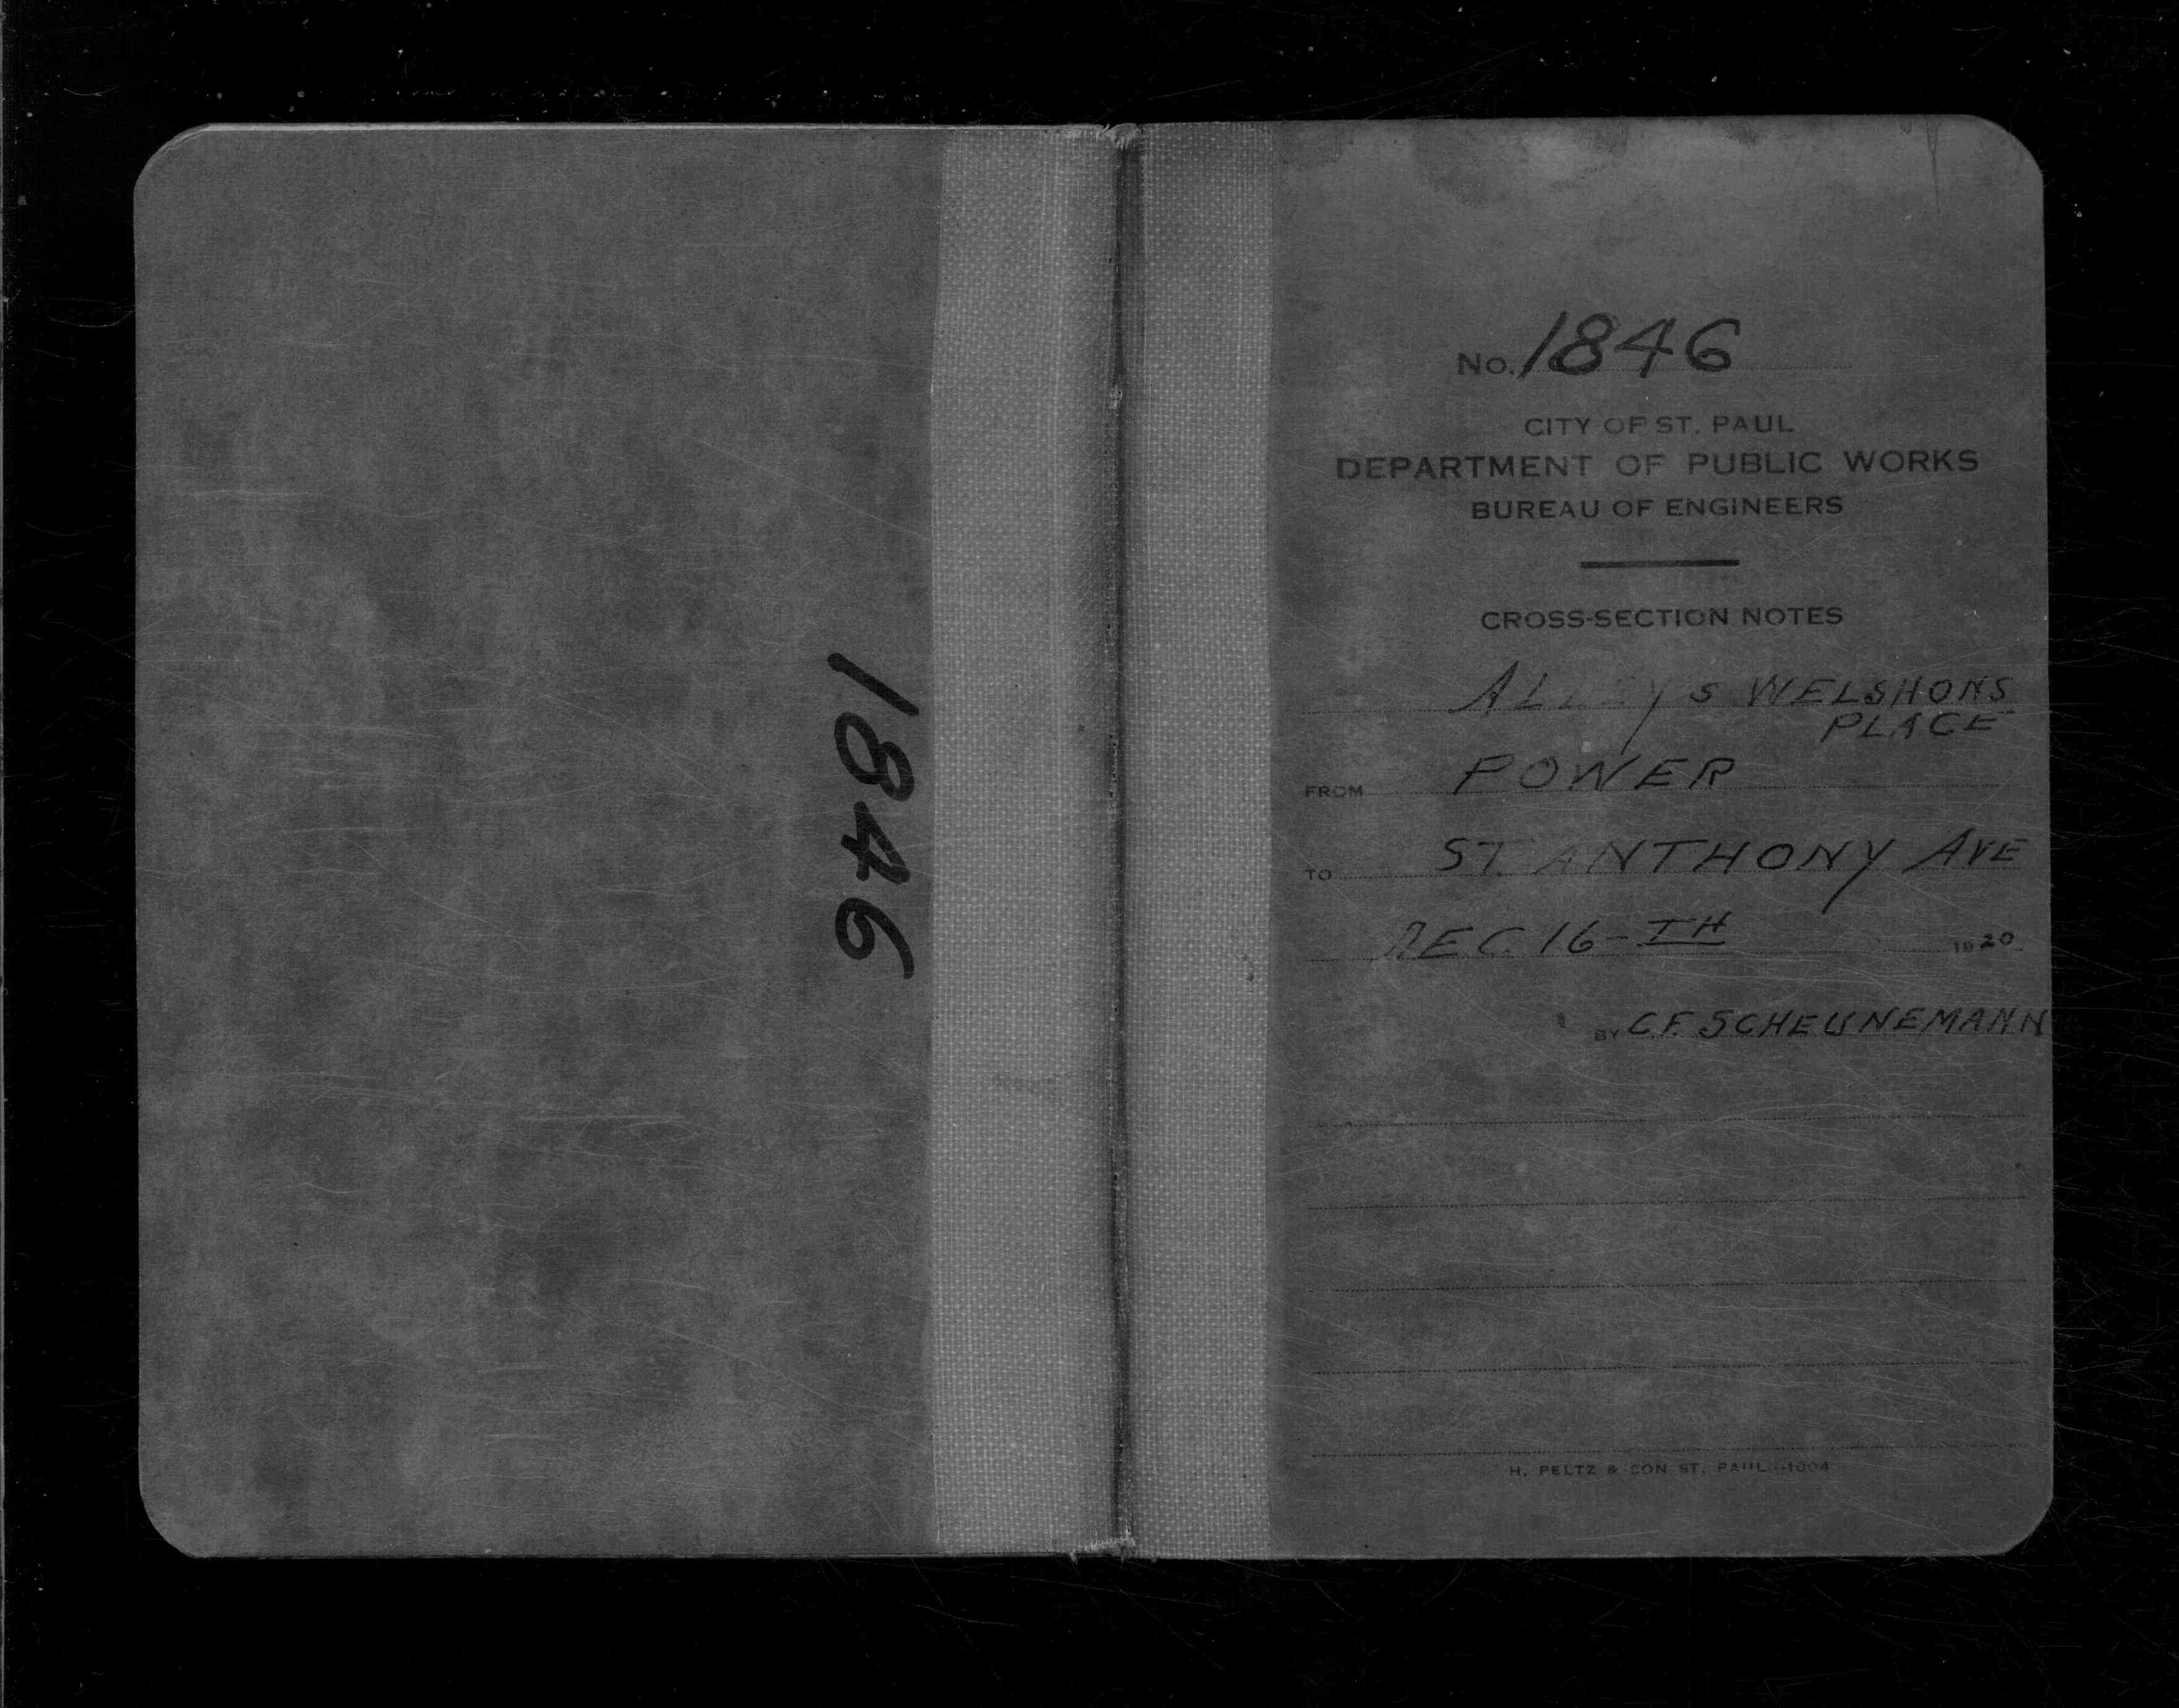 1846
No. 1846
CITY OF ST. PAUL
DEPARTMENT OF PUBLIC WORKS
BUREAU OF ENGINEERS
CROSS-SECTION NOTES
WELSHONS
PLACE
FROM POWER
TO ST. ANTHONY AVE
DEC. 16-TH 1920
BY C.F. SCHEUNEMANN
H. PELTZ & SON ST. PAUL